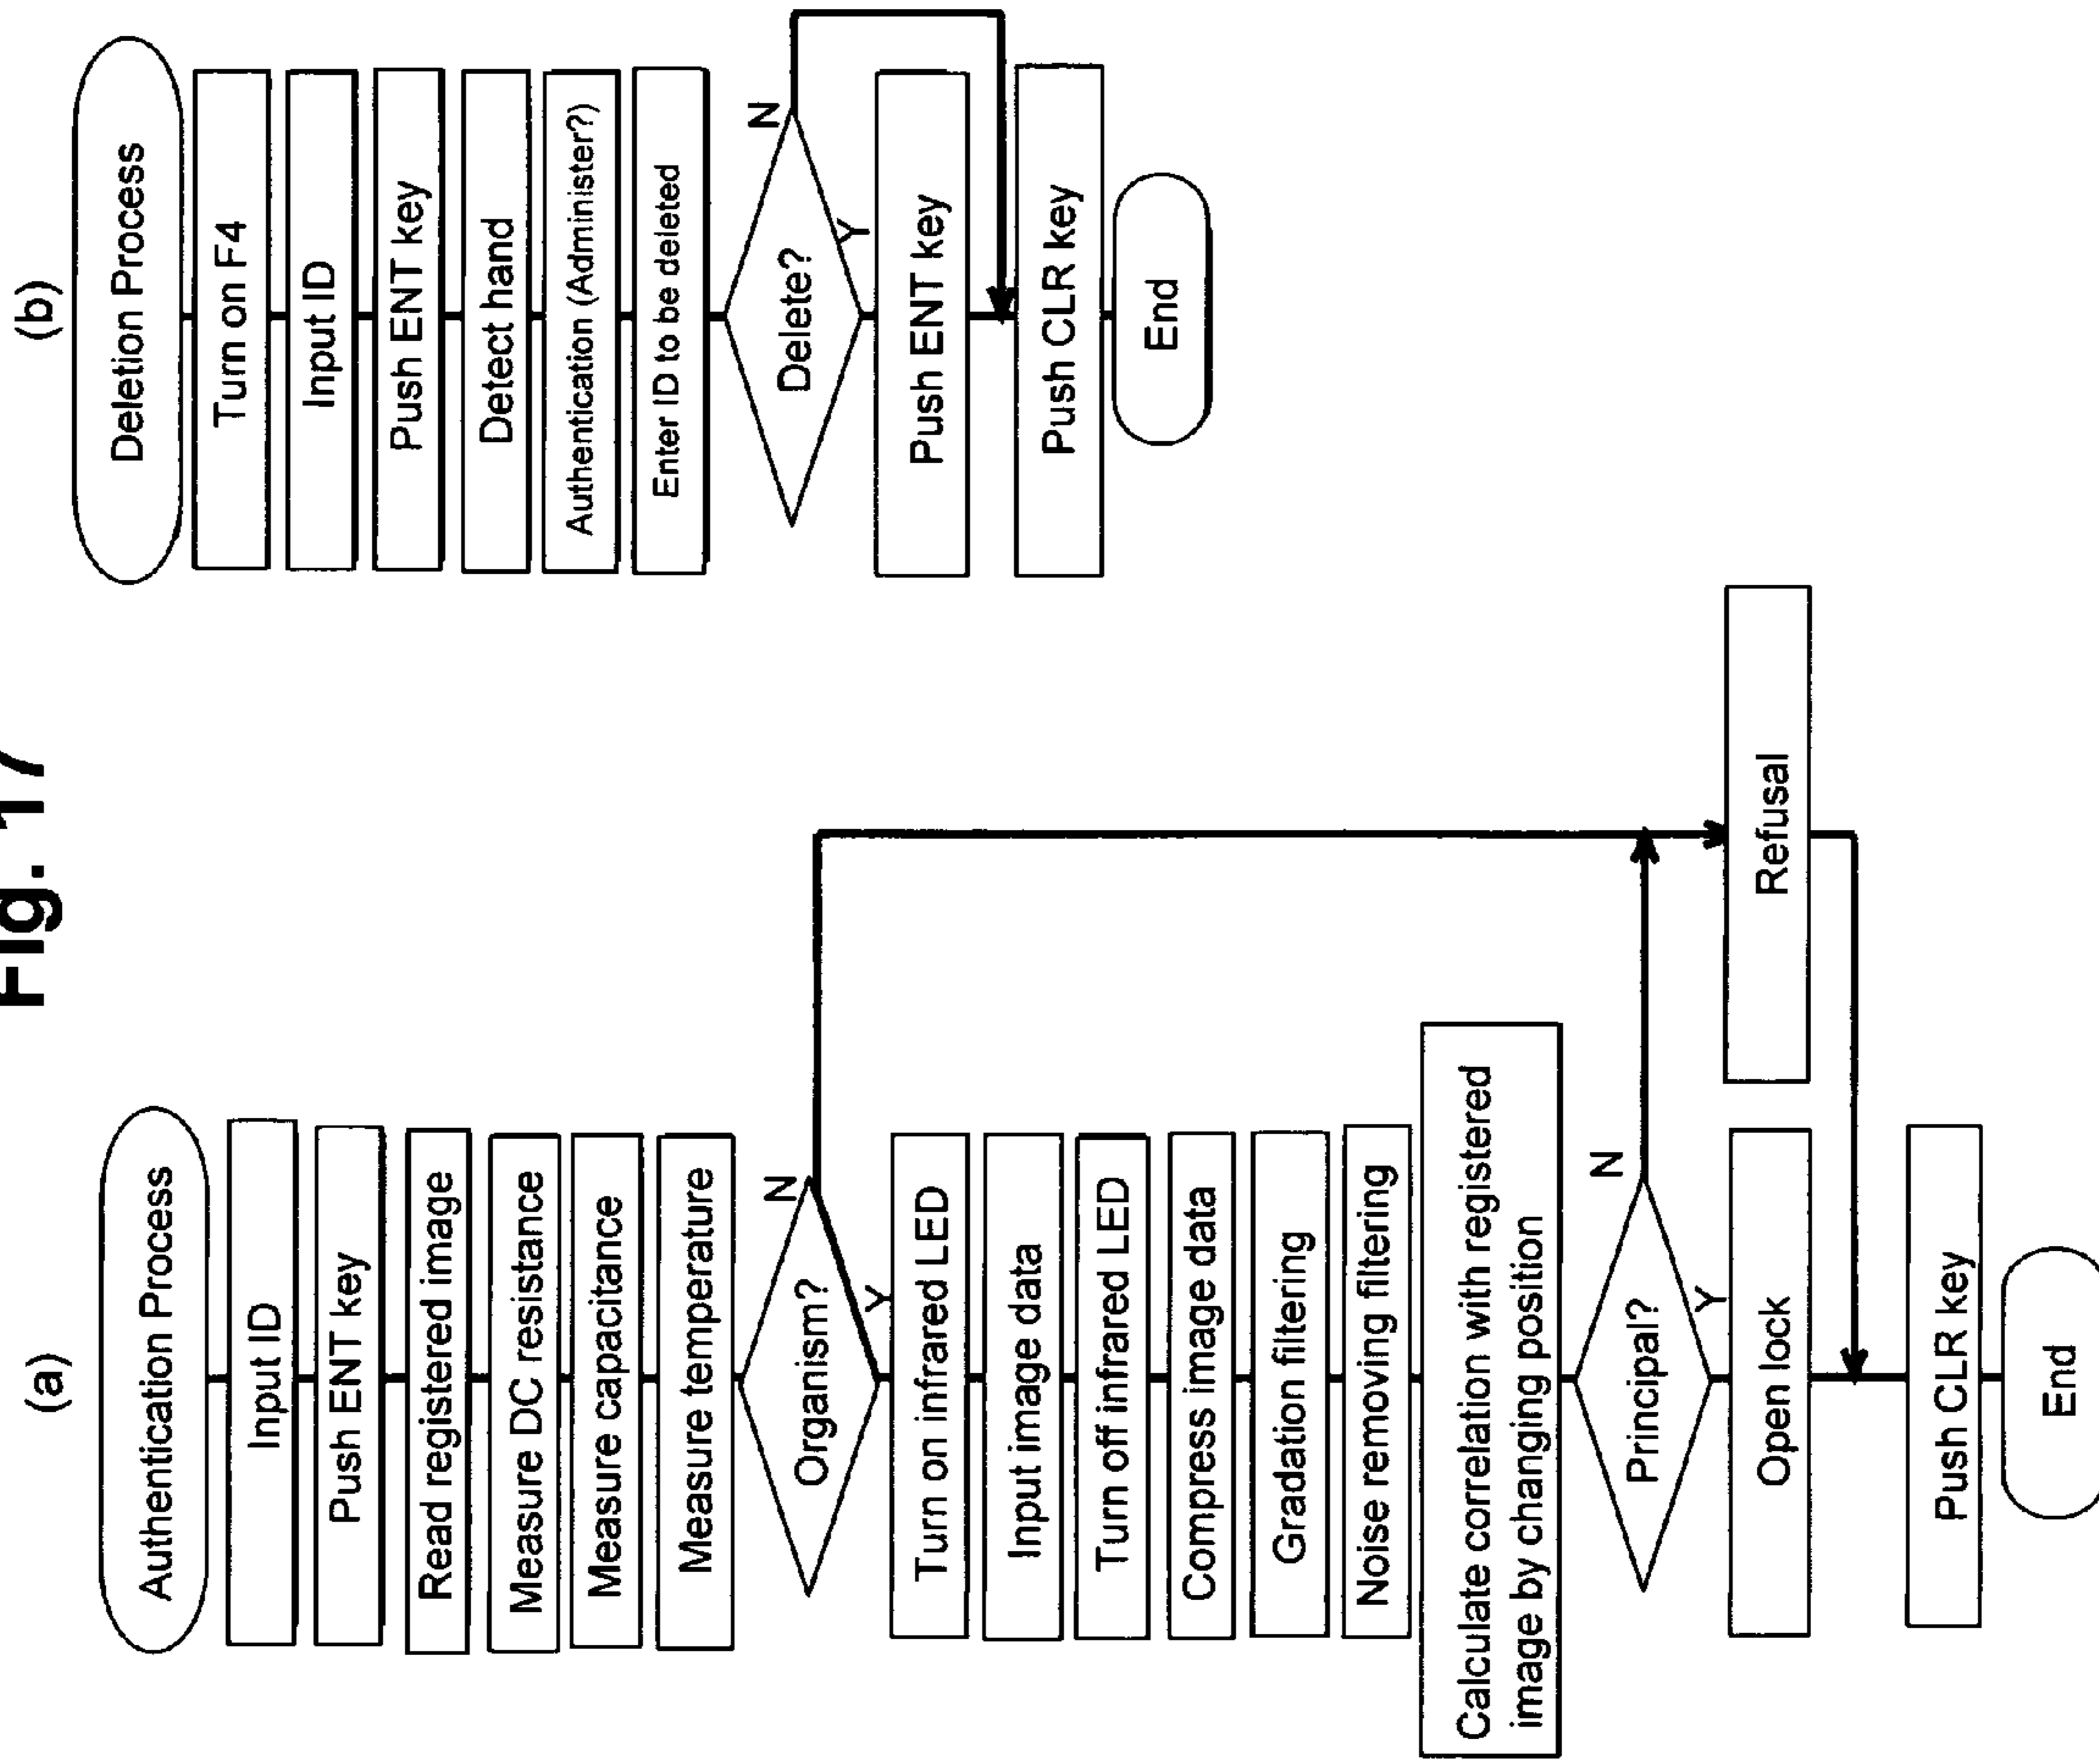 Fig. 17
(a)
Authentication Process
Input ID
Push ENT key
Read registered image
Measure DC resistance
Measure capacitance
Measure temperature
Organism?
N
Y
Turn on infrared LED
Input image data
Turn off infrared LED
Compress image data
Gradation filtering
Noise removing filtering
Calculate correlation with registered
image by changing position
Principal?
N
Y
Open lock
Refusal
Push CLR key
End
(b)
Deletion Process
Turn on F4
Input ID
Push ENT key
Detect hand
Authentication (Administer?)
Enter ID to be deleted
Delete?
N
Y
Push ENT key
Push CLR key
End